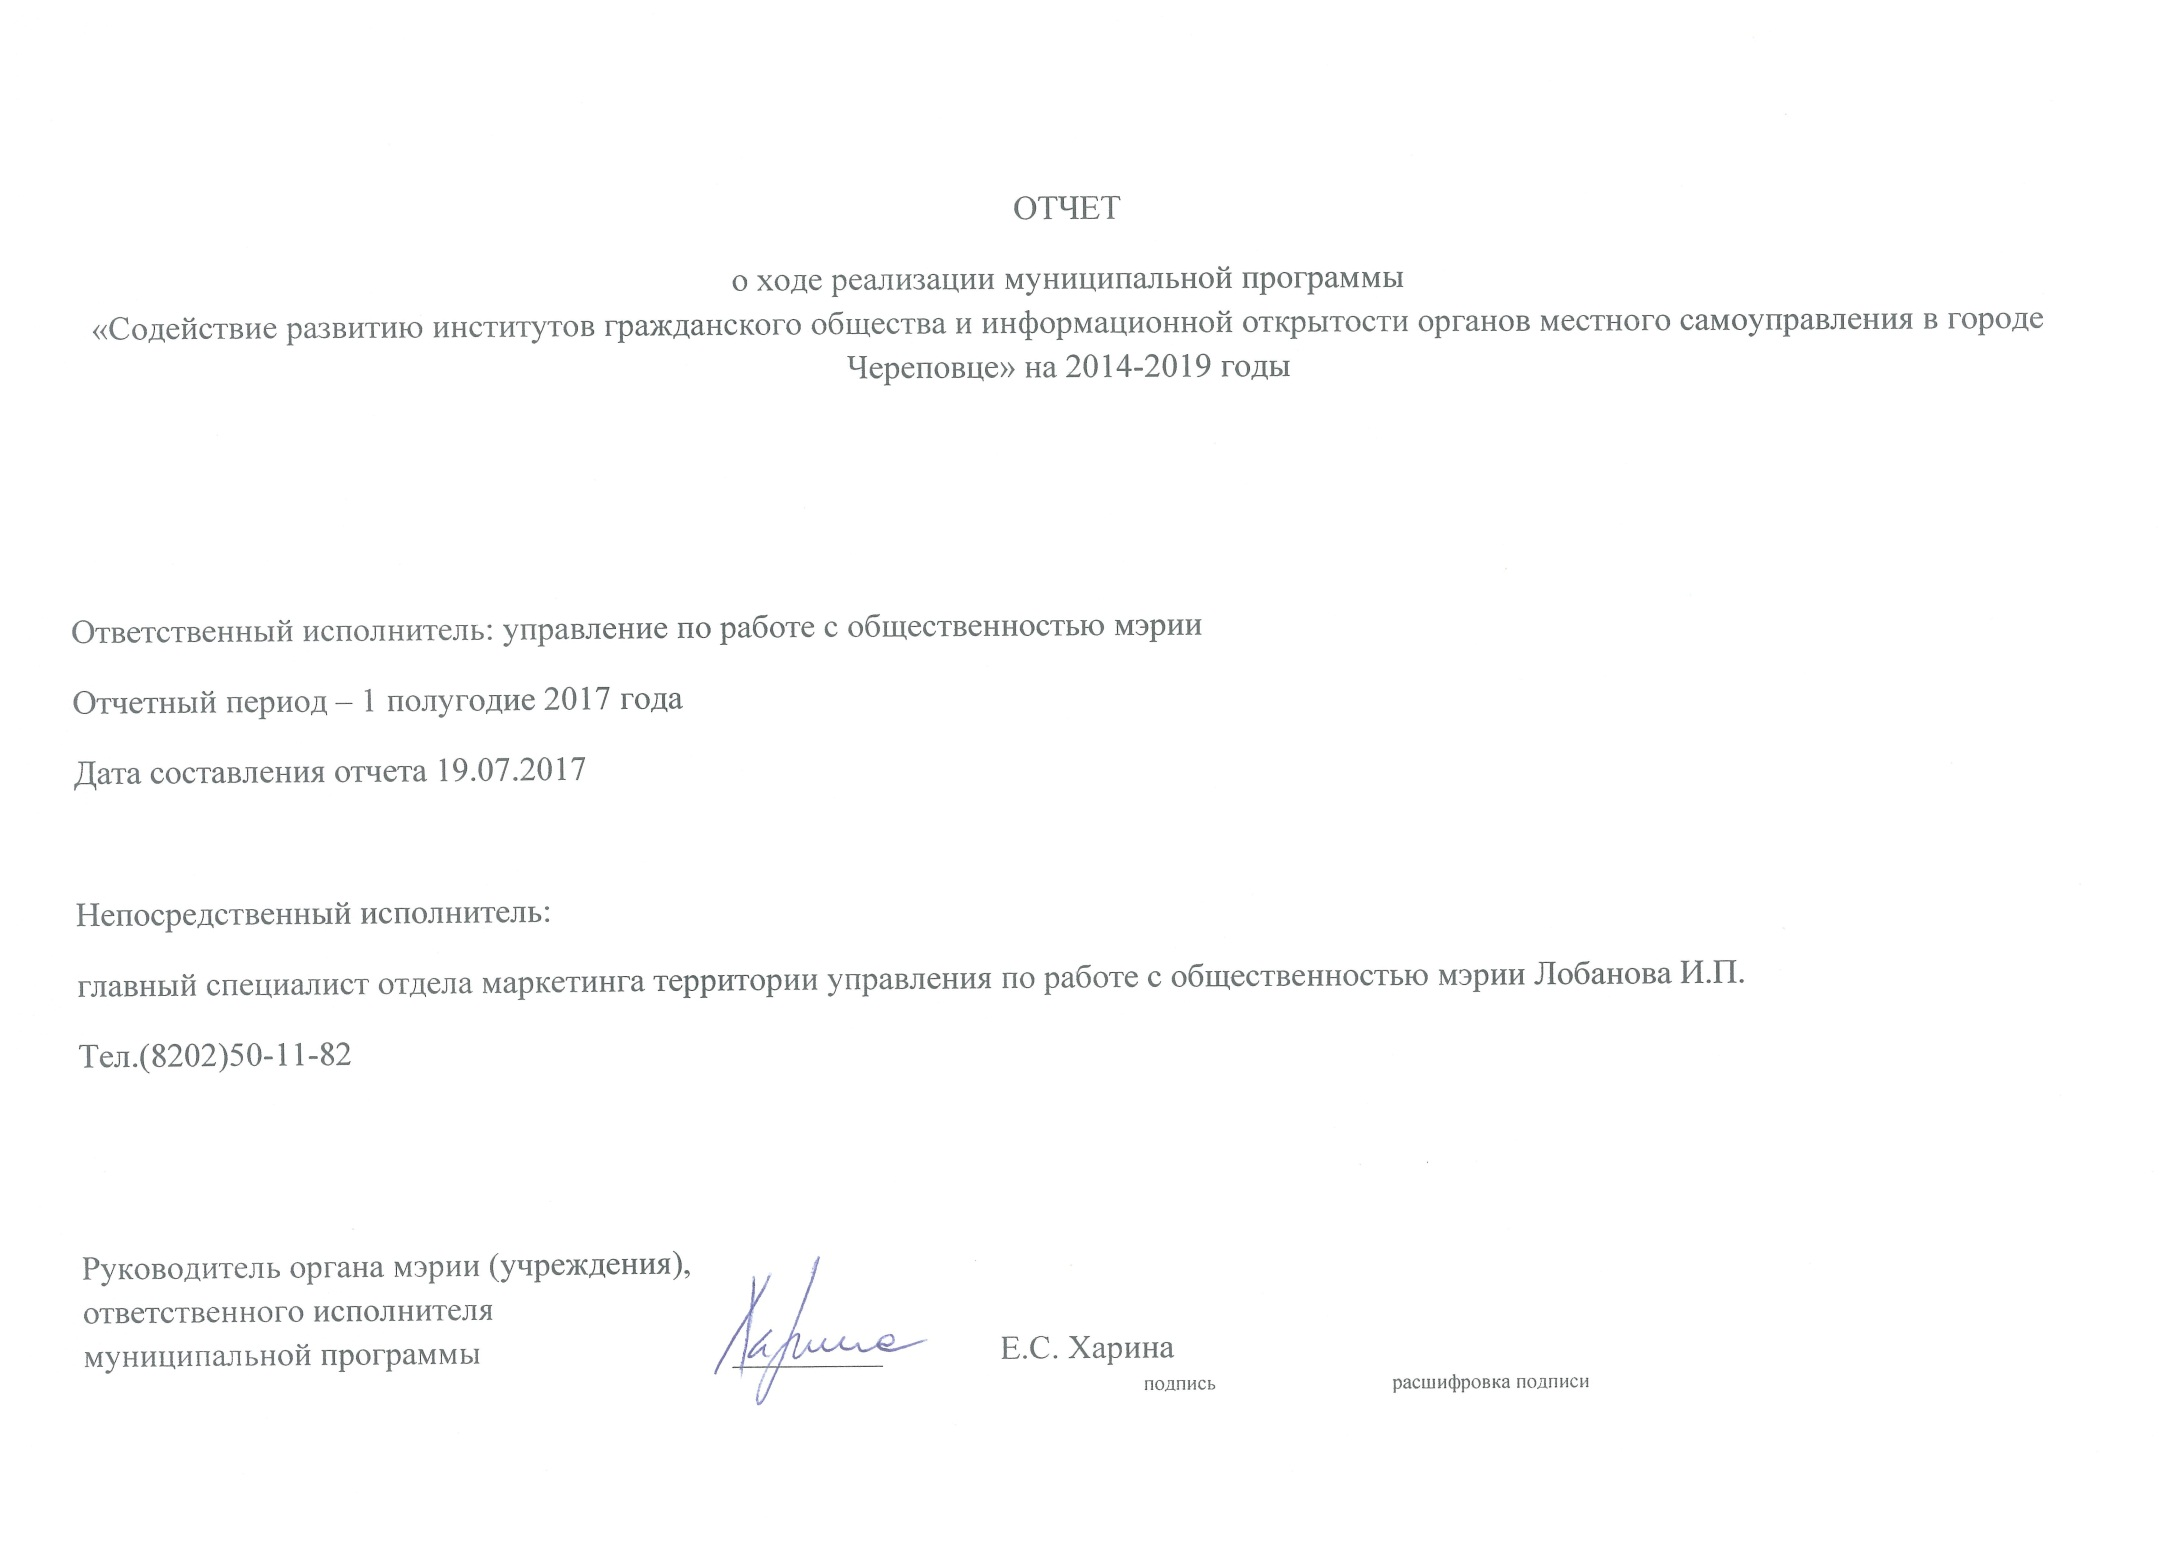 ОТЧЕТ
о ходе реализации муниципальной программы
«Содействие развитию институтов гражданского общества и информационной открытости органов местного самоуправления в городе
Череповце» на 2014-2019 годы
Ответственный исполнитель: управление по работе с общественностью мэрии
Отчетный период – 1 полугодие 2017 года
Дата составления отчета 19.07.2017
Непосредственный исполнитель:
главный специалист отдела маркетинга территории управления по работе с общественностью мэрии Лобанова И.П.
Тел.(8202)50-11-82
Руководитель органа мэрии (учреждения),
ответственного исполнителя
муниципальной программы
Харина
Е.С. Харина
подпись
расшифровка подписи